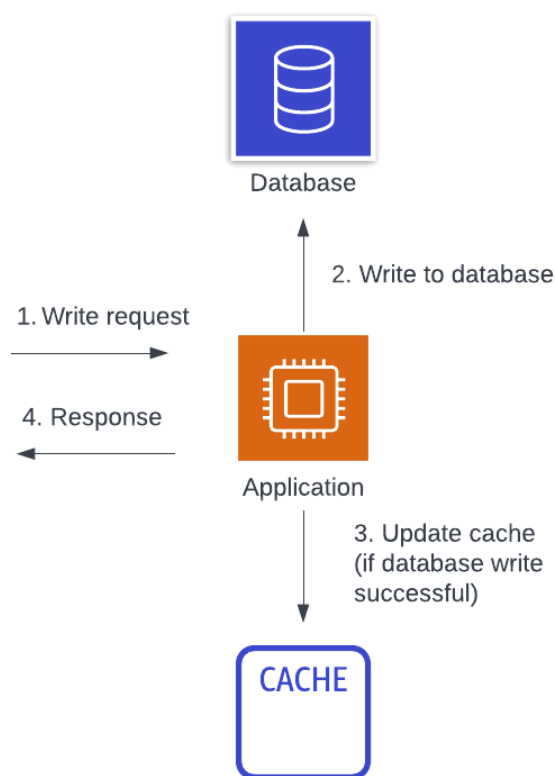 Database
2. Write to database
1. Write request
4. Response
Application
3. Update cache
(if database write
successful)
CACHE